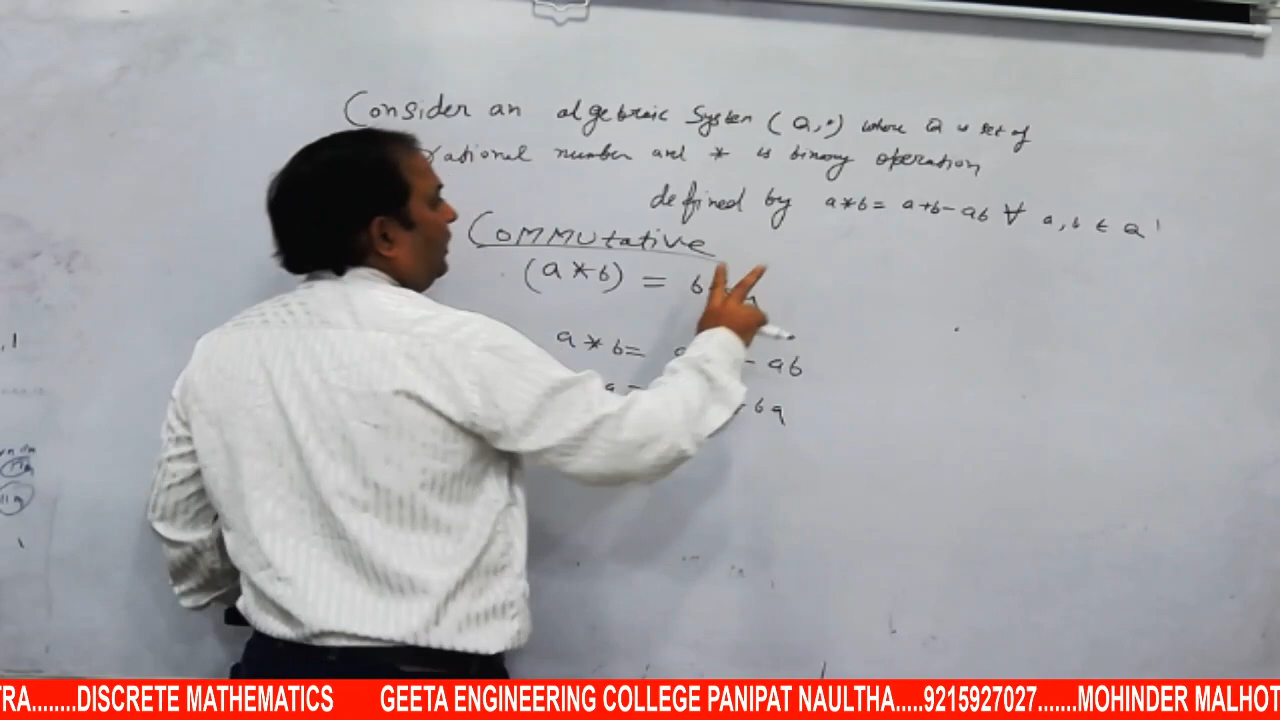 Consider an algebraic System (Q,*) where Q is set of
rational number and * is binary operation
defined by a*b= a+b-ab ∀ a,b ∈ Q
Commutative
(a*b) = b
a*b= - ab
a = ba
TRA........DISCRETE MATHEMATICS GEETA ENGINEERING COLLEGE PANIPAT NAULTHA.....9215927027.......MOHINDER MALHOT